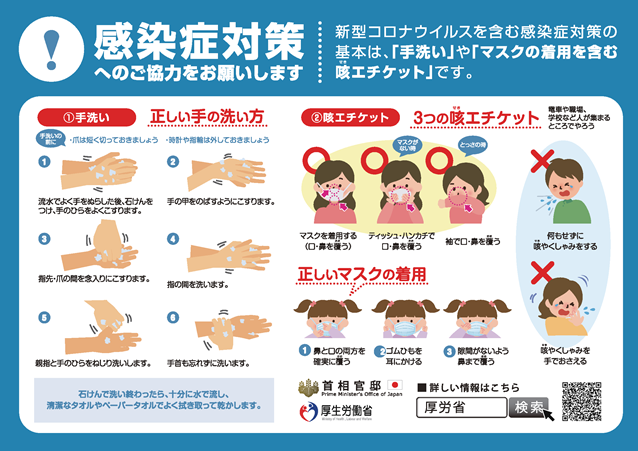 感染症対策
へのご協力をお願いします
新型コロナウイルスを含む感染症対策の
基本は、「手洗い」や「マスクの着用を含む
咳エチケット」です。
①手洗い
正しい手の洗い方
手洗いの前に
・爪は短く切っておきましょう
・時計や指輪は外しておきましょう
1
流水でよく手をぬらした後、石けんを
つけ、手のひらをよくこすります。
2
手の甲をのばすようにこすります。
3
指先・爪の間を念入りにこすります。
4
指の間を洗います。
5
親指と手のひらをねじり洗いします。
6
手首も忘れずに洗います。
石けんで洗い終わったら、十分に水で流し、
清潔なタオルやペーパータオルでよく拭き取って乾かします。
②咳エチケット
3つの咳エチケット
電車や職場、
学校など人が集まる
ところでやろう
マスクを着用する
(口・鼻を覆う)
マスクが
ない時
ティッシュ・ハンカチで
口・鼻を覆う
とっさの時
袖で口・鼻を覆う
何もせずに
咳やくしゃみをする
咳やくしゃみを
手でおさえる
正しいマスクの着用
1 鼻と口の両方を
確実に覆う
2 ゴムひもを
耳にかける
3 隙間がないよう
鼻まで覆う
首相官邸
Prime Minister's Office of Japan
厚生労働省
Ministry of Health, Labour and Welfare
■詳しい情報はこちら
厚労省
検索